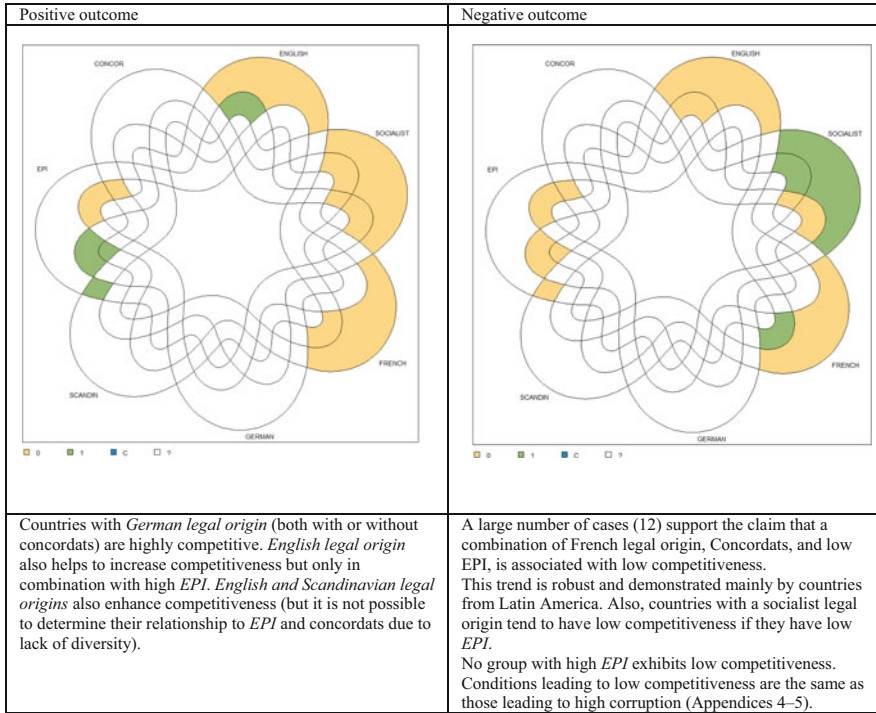 Positive outcome
Negative outcome
ENGLISH
CONCOR
SOCIALIST
EPI
FRENCH
SCANDIN
GERMAN
0 1 C ?
ENGLISH
CONCOR
SOCIALIST
EPI
FRENCH
SCANDIN
GERMAN
0 1 C ?
Countries with German legal origin (both with or without
concordats) are highly competitive. English legal origin
also helps to increase competitiveness but only in
combination with high EPI. English and Scandinavian legal
origins also enhance competitiveness (but it is not possible
to determine their relationship to EPI and concordats due to
lack of diversity).
A large number of cases (12) support the claim that a
combination of French legal origin, Concordats, and low
EPI, is associated with low competitiveness.
This trend is robust and demonstrated mainly by countries
from Latin America. Also, countries with a socialist legal
origin tend to have low competitiveness if they have low
EPI.
No group with high EPI exhibits low competitiveness.
Conditions leading to low competitiveness are the same as
those leading to high corruption (Appendices 4–5).